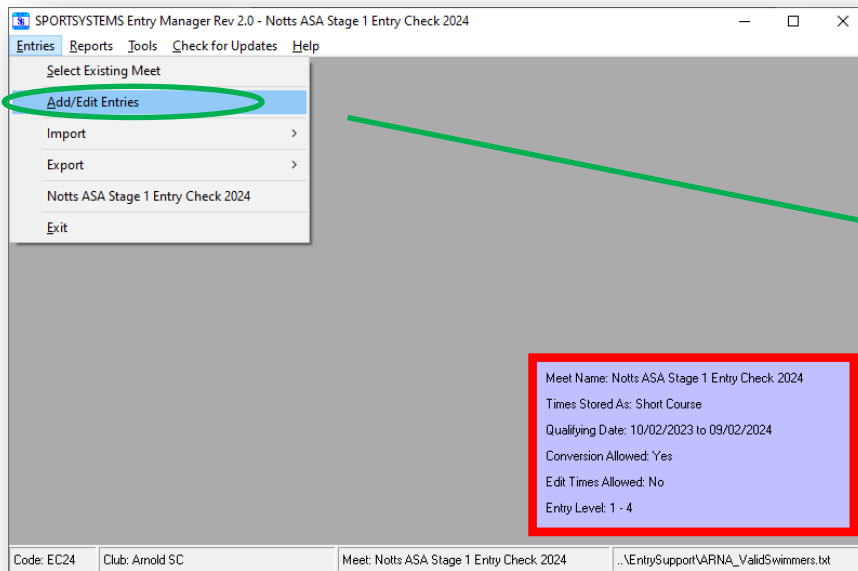 SPORTSYSTEMS Entry Manager Rev 2.0 - Notts ASA Stage 1 Entry Check 2024
Entries Reports Tools Check for Updates Help
Select Existing Meet
Add/Edit Entries
Import
Export
Notts ASA Stage 1 Entry Check 2024
Exit
Meet Name: Notts ASA Stage 1 Entry Check 2024
Times Stored As: Short Course
Qualifying Date: 10/02/2023 to 09/02/2024
Conversion Allowed: Yes
Edit Times Allowed: No
Entry Level: 1 - 4
Code: EC24 Club: Arnold SC Meet: Notts ASA Stage 1 Entry Check 2024 ..\EntrySupport\ARNA_ValidSwimmers.txt